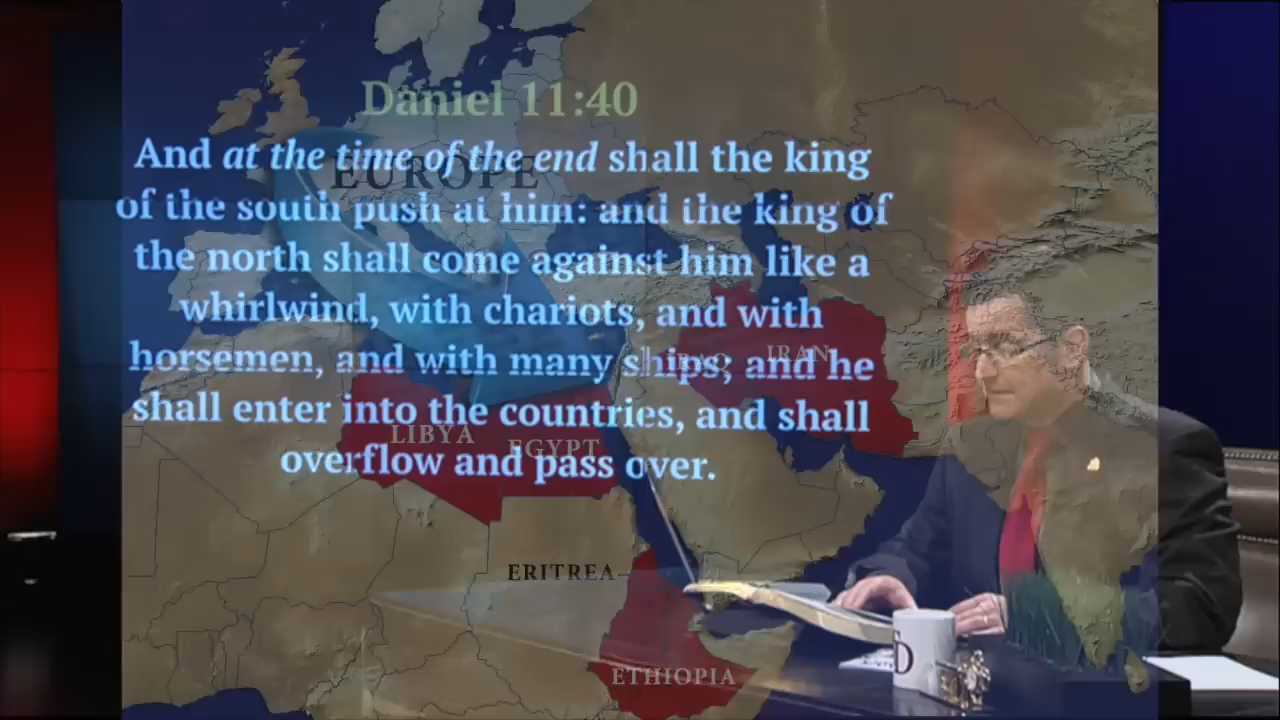 Daniel 11:40
And at the time of the end shall the king
EUROPE
of the south push at him: and the king of
the north shall come against him like a
whirlwind, with chariots, and with
IRAQ IRAN
horsemen, and with many ships; and he
shall enter into the countries, and shall
LIBYA EGYPT
overflow and pass over.
ERITREA
ETHIOPIA
D